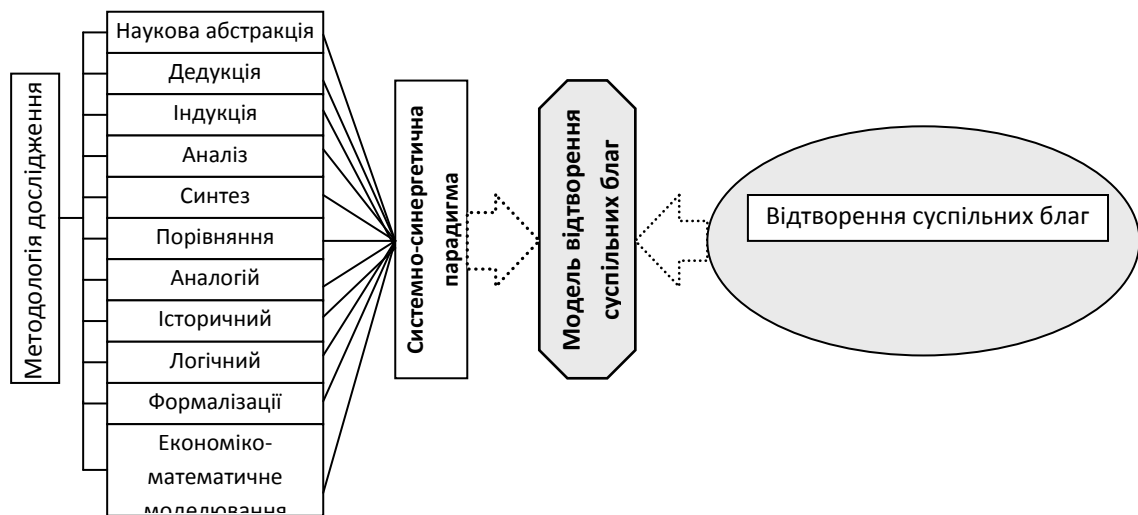 Методологія дослідження
Наукова абстракція
Дедукція
Індукція
Аналіз
Синтез
Порівняння
Аналогій
Історичний
Логічний
Формалізації
Економіко-
математичне
моделювання
Системно-синергетична
парадигма
Модель відтворення
суспільних благ
Відтворення суспільних благ